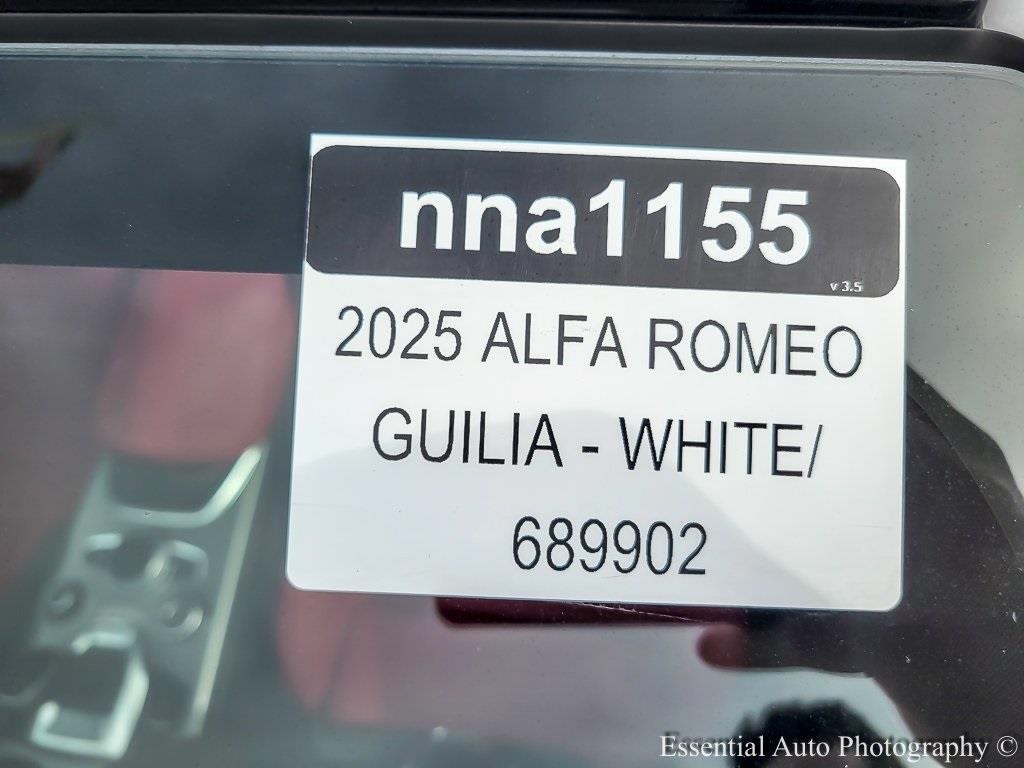 nna1155
v 3.5
2025 ALFA ROMEO
GUILIA - WHITE/
689902
Essential Auto Photography ©